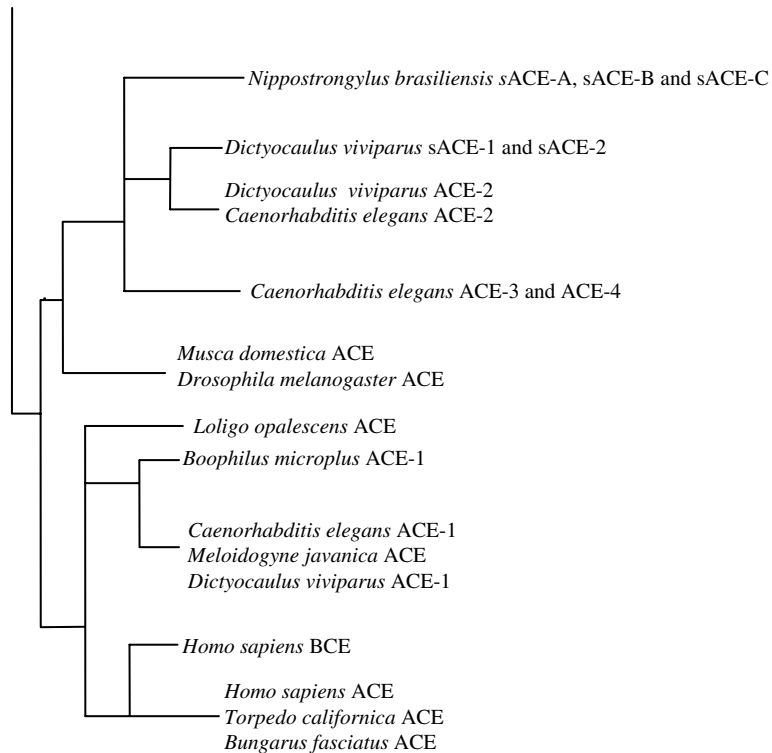 Nippostrongylus brasiliensis sACE-A, sACE-B and sACE-C
Dictyocaulus viviparus sACE-1 and sACE-2
Dictyocaulus viviparus ACE-2
Caenorhabditis elegans ACE-2
Caenorhabditis elegans ACE-3 and ACE-4
Musca domestica ACE
Drosophila melanogaster ACE
Loligo opalescens ACE
Boophilus microplus ACE-1
Caenorhabditis elegans ACE-1
Meloidogyne javanica ACE
Dictyocaulus viviparus ACE-1
Homo sapiens BCE
Homo sapiens ACE
Torpedo californica ACE
Bungarus fasciatus ACE